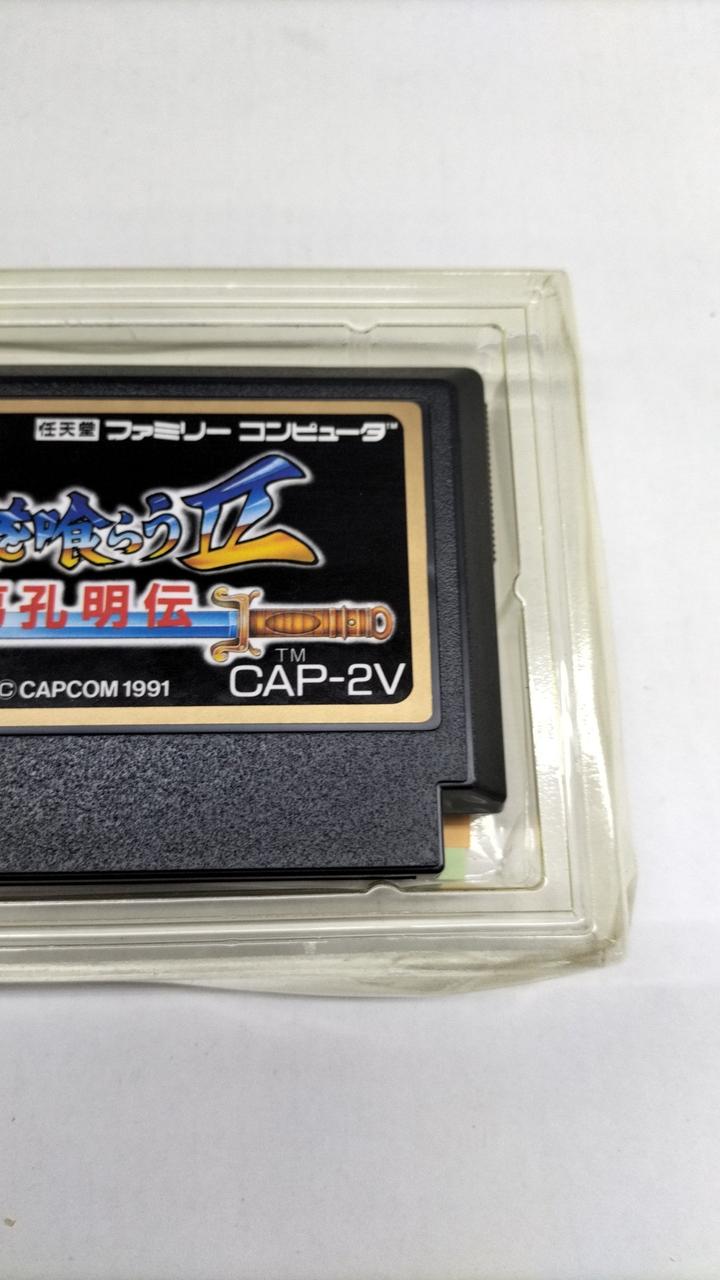 任天堂 ファミリー コンピュータ™
を喰らうII
孔明伝
TM
© CAPCOM 1991
CAP-2V